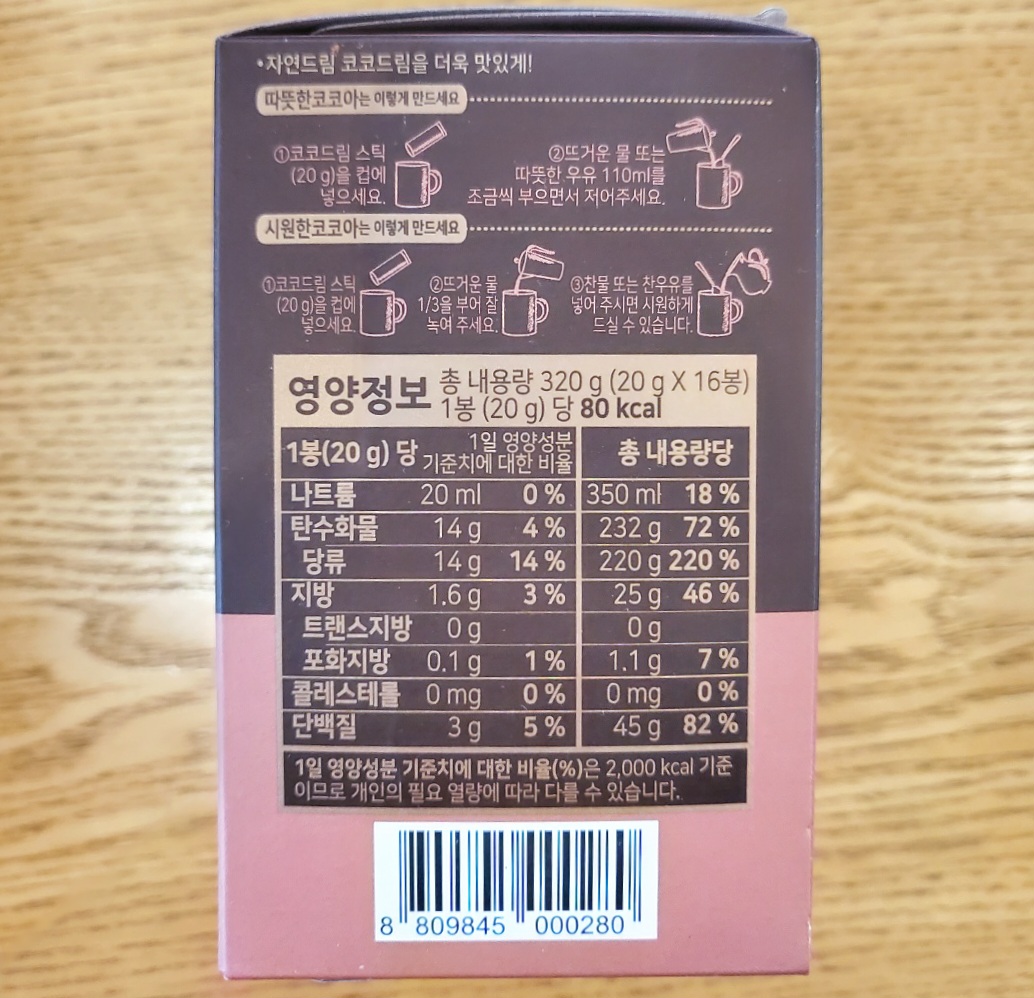 •자연드림 코코드림을 더욱 맛있게!
따뜻한코코아는 이렇게 만드세요
①코코드림 스틱
(20 g)을 컵에
넣으세요.
②뜨거운 물 또는
따뜻한 우유 110ml를
조금씩 부으면서 저어주세요.
시원한코코아는 이렇게 만드세요
①코코드림 스틱
(20 g)을 컵에
넣으세요.
②뜨거운 물
1/3을 부어 잘
녹여 주세요.
③찬물 또는 찬우유를
넣어 주시면 시원하게
드실 수 있습니다.
영양정보 총 내용량 320 g (20 g X 16봉)
1봉 (20 g) 당 80 kcal
1봉(20 g) 당 1일 영양성분 기준치에 대한 비율 총 내용량당
나트륨 20 ml 0 % 350 ml 18 %
탄수화물 14 g 4 % 232 g 72 %
당류 14 g 14 % 220 g 220 %
지방 1.6 g 3 % 25 g 46 %
트랜스지방 0 g 0 g
포화지방 0.1 g 1 % 1.1 g 7 %
콜레스테롤 0 mg 0 % 0 mg 0 %
단백질 3 g 5 % 45 g 82 %
1일 영양성분 기준치에 대한 비율(%)은 2,000 kcal 기준
이므로 개인의 필요 열량에 따라 다를 수 있습니다.
8 809845 000280